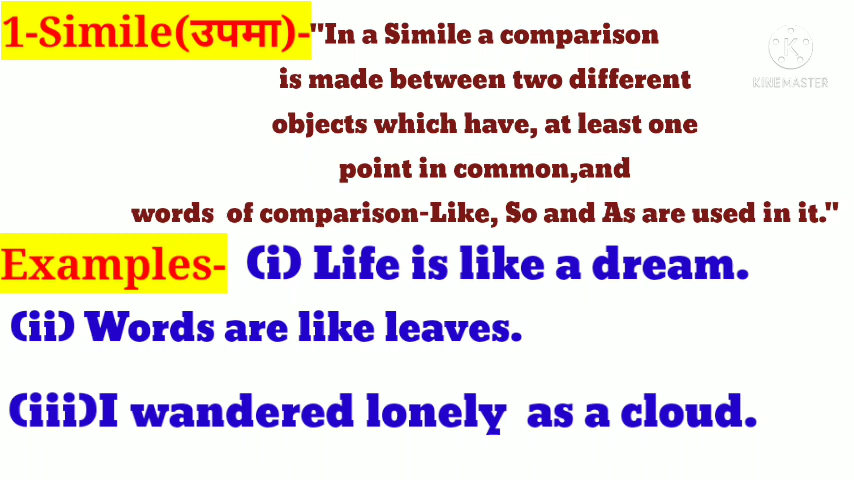 1-Simile(उपमा)-"In a Simile a comparison
is made between two different
objects which have, at least one
point in common,and
words of comparison-Like, So and As are used in it."
Examples- (i) Life is like a dream.
(ii) Words are like leaves.
(iii)I wandered lonely as a cloud.
K
KINEMASTER